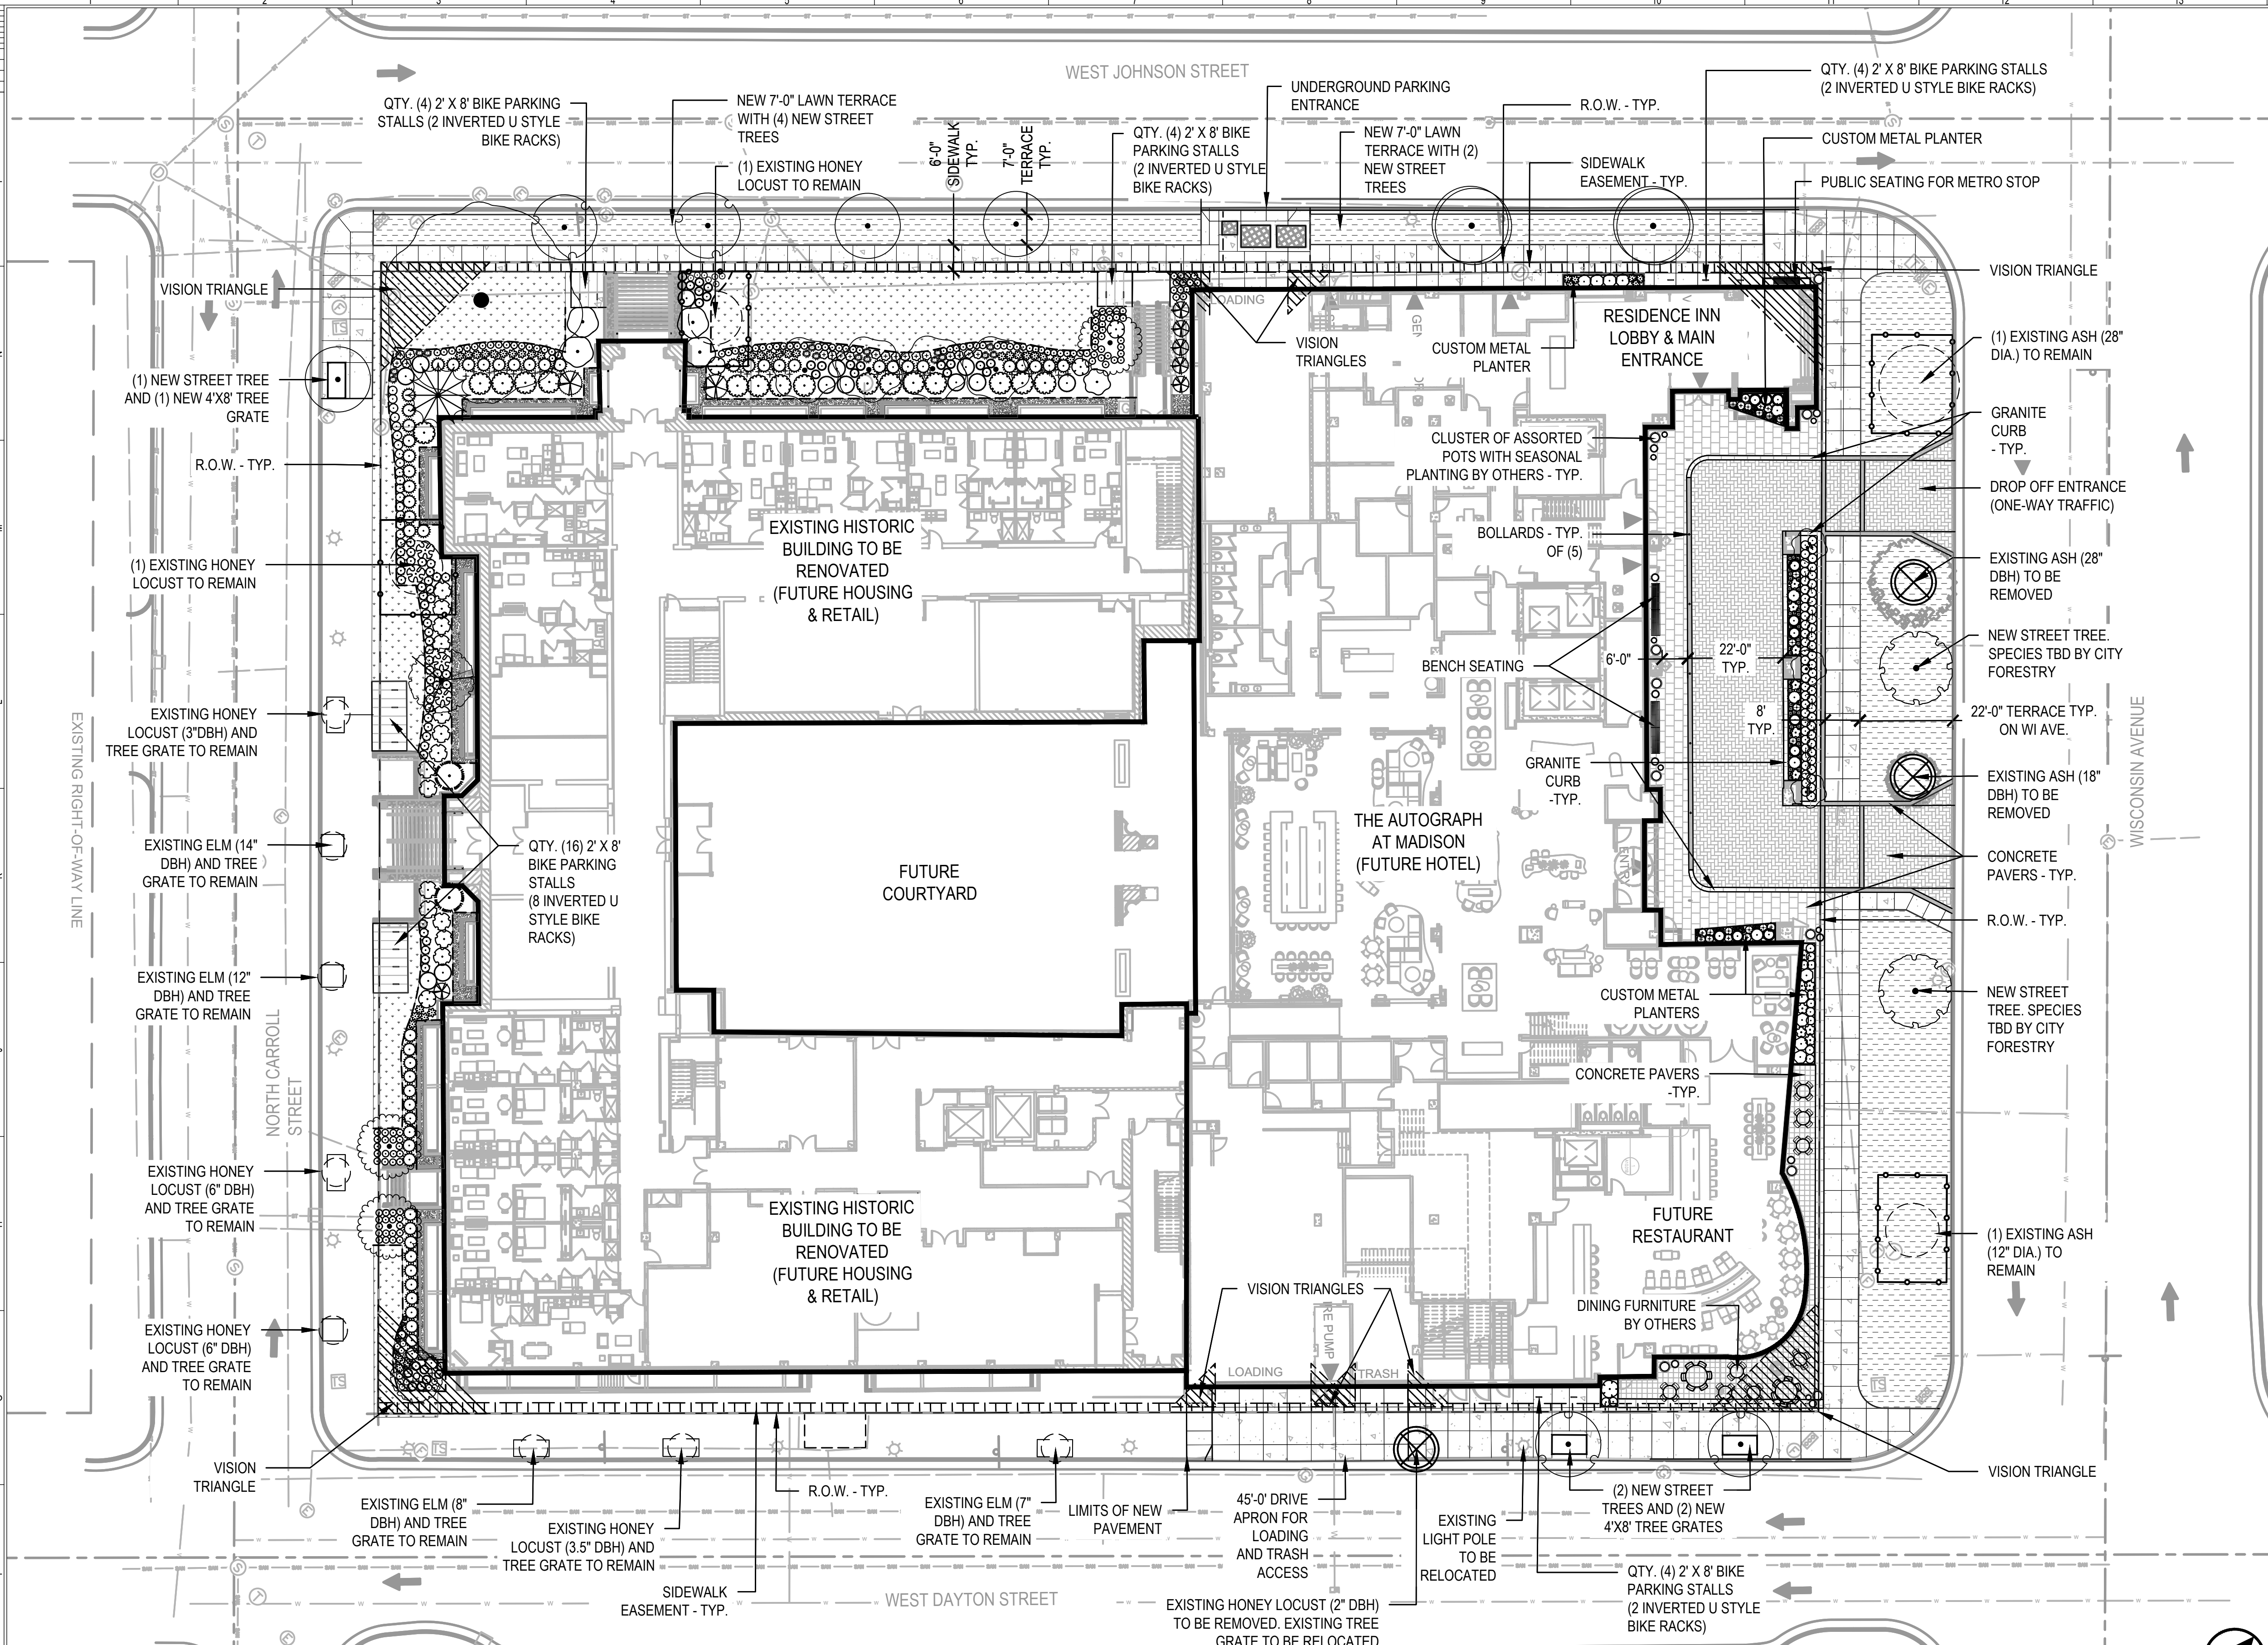 2
3
4
5
6
7
8
9
10
11
12
13
WEST JOHNSON STREET
QTY. (4) 2' X 8' BIKE PARKING
STALLS (2 INVERTED U STYLE
BIKE RACKS)
NEW 7'-0" LAWN TERRACE
WITH (4) NEW STREET
TREES
(1) EXISTING HONEY
LOCUST TO REMAIN
6'-0"
SIDEWALK
TYP.
7'-0"
TERRACE
TYP.
QTY. (4) 2' X 8' BIKE
PARKING STALLS
(2 INVERTED U STYLE
BIKE RACKS)
UNDERGROUND PARKING
ENTRANCE
NEW 7'-0" LAWN
TERRACE WITH (2)
NEW STREET
TREES
R.O.W. - TYP.
SIDEWALK
EASEMENT - TYP.
QTY. (4) 2' X 8' BIKE PARKING STALLS
(2 INVERTED U STYLE BIKE RACKS)
CUSTOM METAL PLANTER
PUBLIC SEATING FOR METRO STOP
VISION TRIANGLE
VISION TRIANGLE
(1) NEW STREET TREE
AND (1) NEW 4'X8' TREE
GRATE
R.O.W. - TYP.
(1) EXISTING HONEY
LOCUST TO REMAIN
EXISTING HONEY
LOCUST (3"DBH) AND
TREE GRATE TO REMAIN
EXISTING ELM (14"
DBH) AND TREE
GRATE TO REMAIN
EXISTING ELM (12"
DBH) AND TREE
GRATE TO REMAIN
EXISTING HONEY
LOCUST (6" DBH)
AND TREE GRATE
TO REMAIN
EXISTING HONEY
LOCUST (6" DBH)
AND TREE GRATE
TO REMAIN
EXISTING RIGHT-OF-WAY LINE
NORTH CARROLL
STREET
VISION
TRIANGLE
LOADING
GEN
VISION
TRIANGLES
CUSTOM METAL
PLANTER
RESIDENCE INN
LOBBY & MAIN
ENTRANCE
CLUSTER OF ASSORTED
POTS WITH SEASONAL
PLANTING BY OTHERS - TYP.
BOLLARDS - TYP.
OF (5)
EXISTING HISTORIC
BUILDING TO BE
RENOVATED
(FUTURE HOUSING
& RETAIL)
BENCH SEATING
6'-0"
22'-0"
TYP.
8'
TYP.
GRANITE
CURB
-TYP.
THE AUTOGRAPH
AT MADISON
(FUTURE HOTEL)
ENTRY
QTY. (16) 2' X 8'
BIKE PARKING
STALLS
(8 INVERTED U
STYLE BIKE
RACKS)
FUTURE
COURTYARD
CUSTOM METAL
PLANTERS
CONCRETE PAVERS
-TYP.
EXISTING HISTORIC
BUILDING TO BE
RENOVATED
(FUTURE HOUSING
& RETAIL)
FUTURE
RESTAURANT
VISION TRIANGLES
DINING FURNITURE
BY OTHERS
RE PUMP
LOADING
TRASH
(1) EXISTING ASH (28"
DIA.) TO REMAIN
GRANITE
CURB
- TYP.
DROP OFF ENTRANCE
(ONE-WAY TRAFFIC)
EXISTING ASH (28"
DBH) TO BE
REMOVED
NEW STREET TREE.
SPECIES TBD BY CITY
FORESTRY
22'-0" TERRACE TYP.
ON WI AVE.
EXISTING ASH (18"
DBH) TO BE
REMOVED
CONCRETE
PAVERS - TYP.
R.O.W. - TYP.
NEW STREET
TREE. SPECIES
TBD BY CITY
FORESTRY
(1) EXISTING ASH
(12" DIA.) TO
REMAIN
WISCONSIN AVENUE
VISION TRIANGLE
EXISTING ELM (8"
DBH) AND TREE
GRATE TO REMAIN
EXISTING HONEY
LOCUST (3.5" DBH) AND
TREE GRATE TO REMAIN
R.O.W. - TYP.
SIDEWALK
EASEMENT - TYP.
WEST DAYTON STREET
EXISTING ELM (7"
DBH) AND TREE
GRATE TO REMAIN
LIMITS OF NEW
PAVEMENT
45'-0' DRIVE
APRON FOR
LOADING
AND TRASH
ACCESS
EXISTING HONEY LOCUST (2" DBH)
TO BE REMOVED. EXISTING TREE
GRATE TO BE RELOCATED
EXISTING
LIGHT POLE
TO BE
RELOCATED
(2) NEW STREET
TREES AND (2) NEW
4'X8' TREE GRATES
QTY. (4) 2' X 8' BIKE
PARKING STALLS
(2 INVERTED U STYLE
BIKE RACKS)